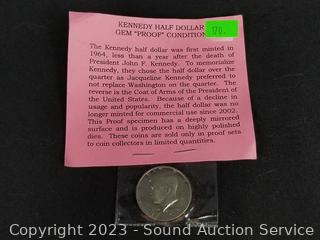 KENNEDY HALF DOLLAR
GEM "PROOF" CONDITION
170.
The Kennedy half dollar was first minted in
1964, less than a year after the death of
President John F. Kennedy. To memorialize
Kennedy, they chose the half dollar over the
quarter as Jacqueline Kennedy preferred to
not replace Washington on the quarter. The
reverse is the Coat of Arms of the President of
the United States. Because of a decline in
usage and popularity, the half dollar was no
longer minted for commercial use since 2002.
This Proof specimen has a deeply mirrored
surface and is produced on highly polished
dies. These coins are sold only in proof sets
to coin collectors in limited quantities.
Copyright 2023 - Sound Auction Service